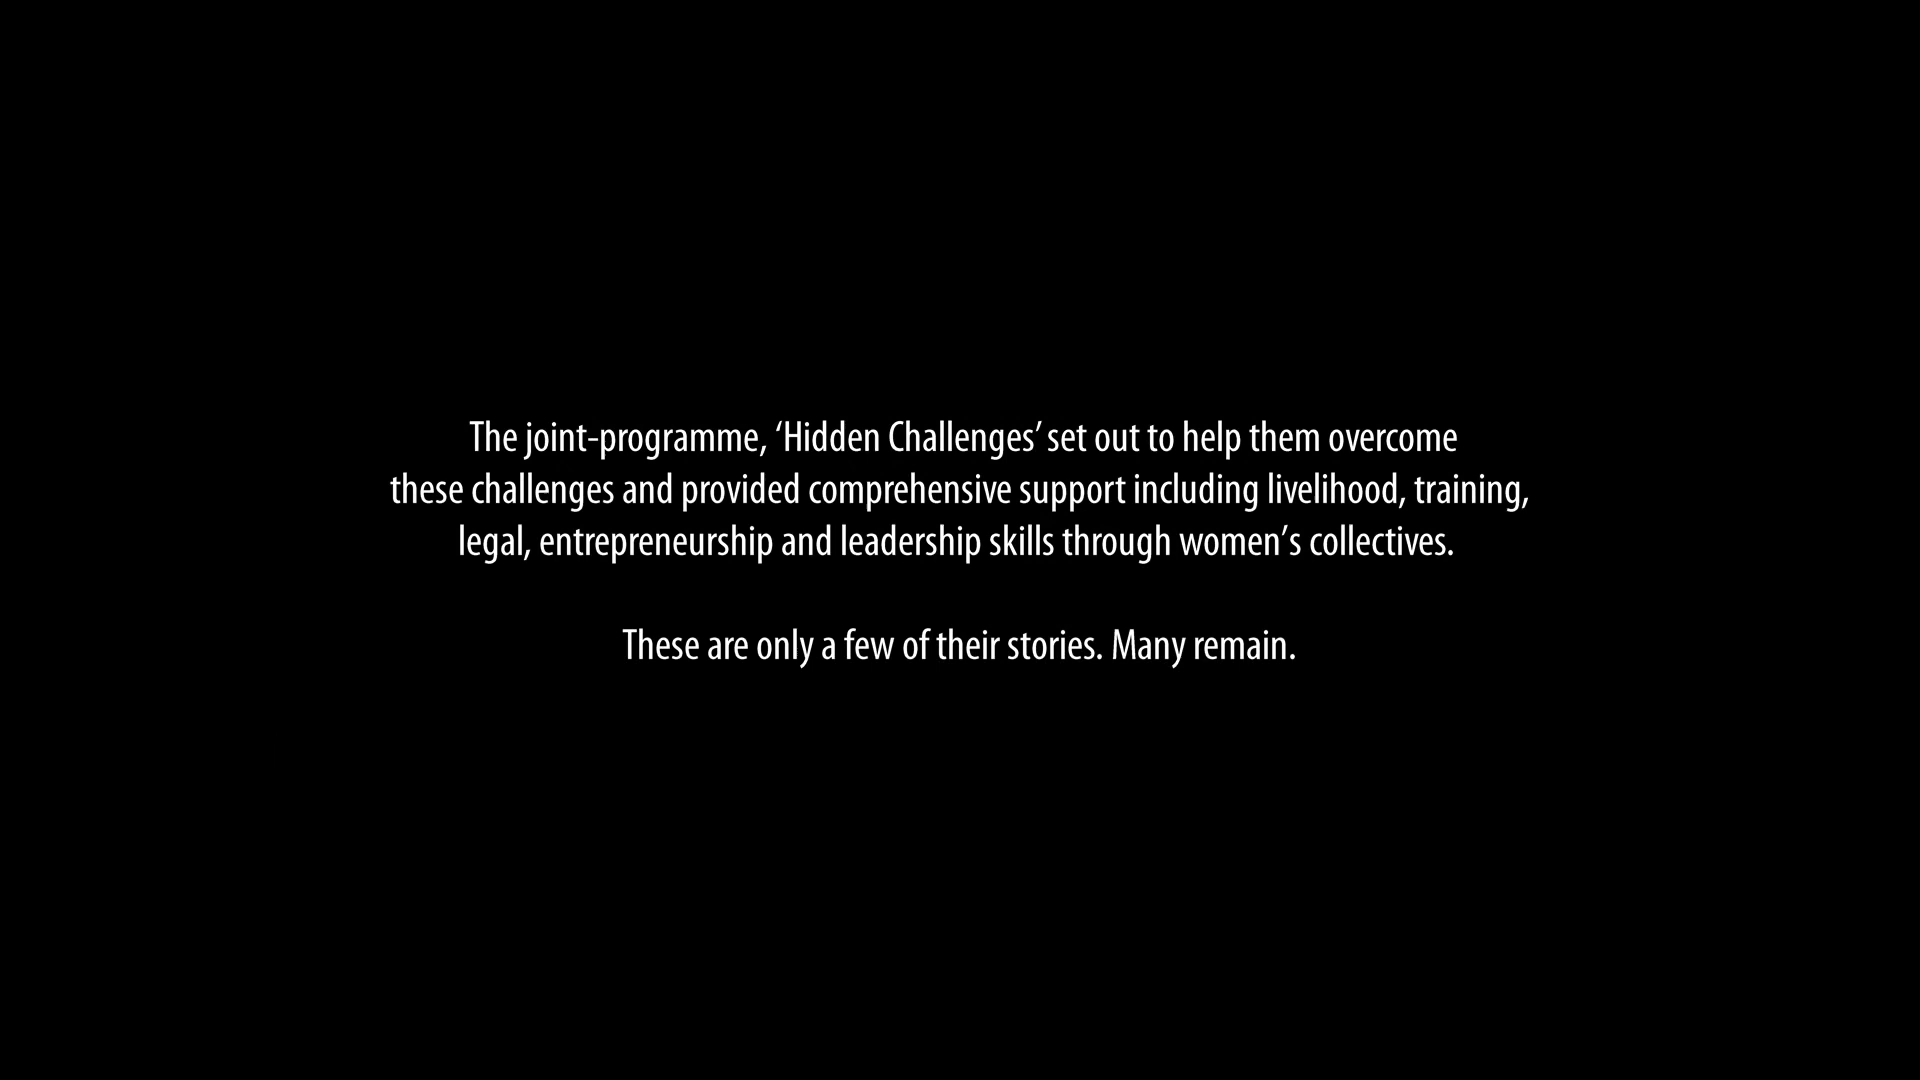 The joint-programme, ‘Hidden Challenges’ set out to help them overcome
these challenges and provided comprehensive support including livelihood, training,
legal, entrepreneurship and leadership skills through women’s collectives.
These are only a few of their stories. Many remain.